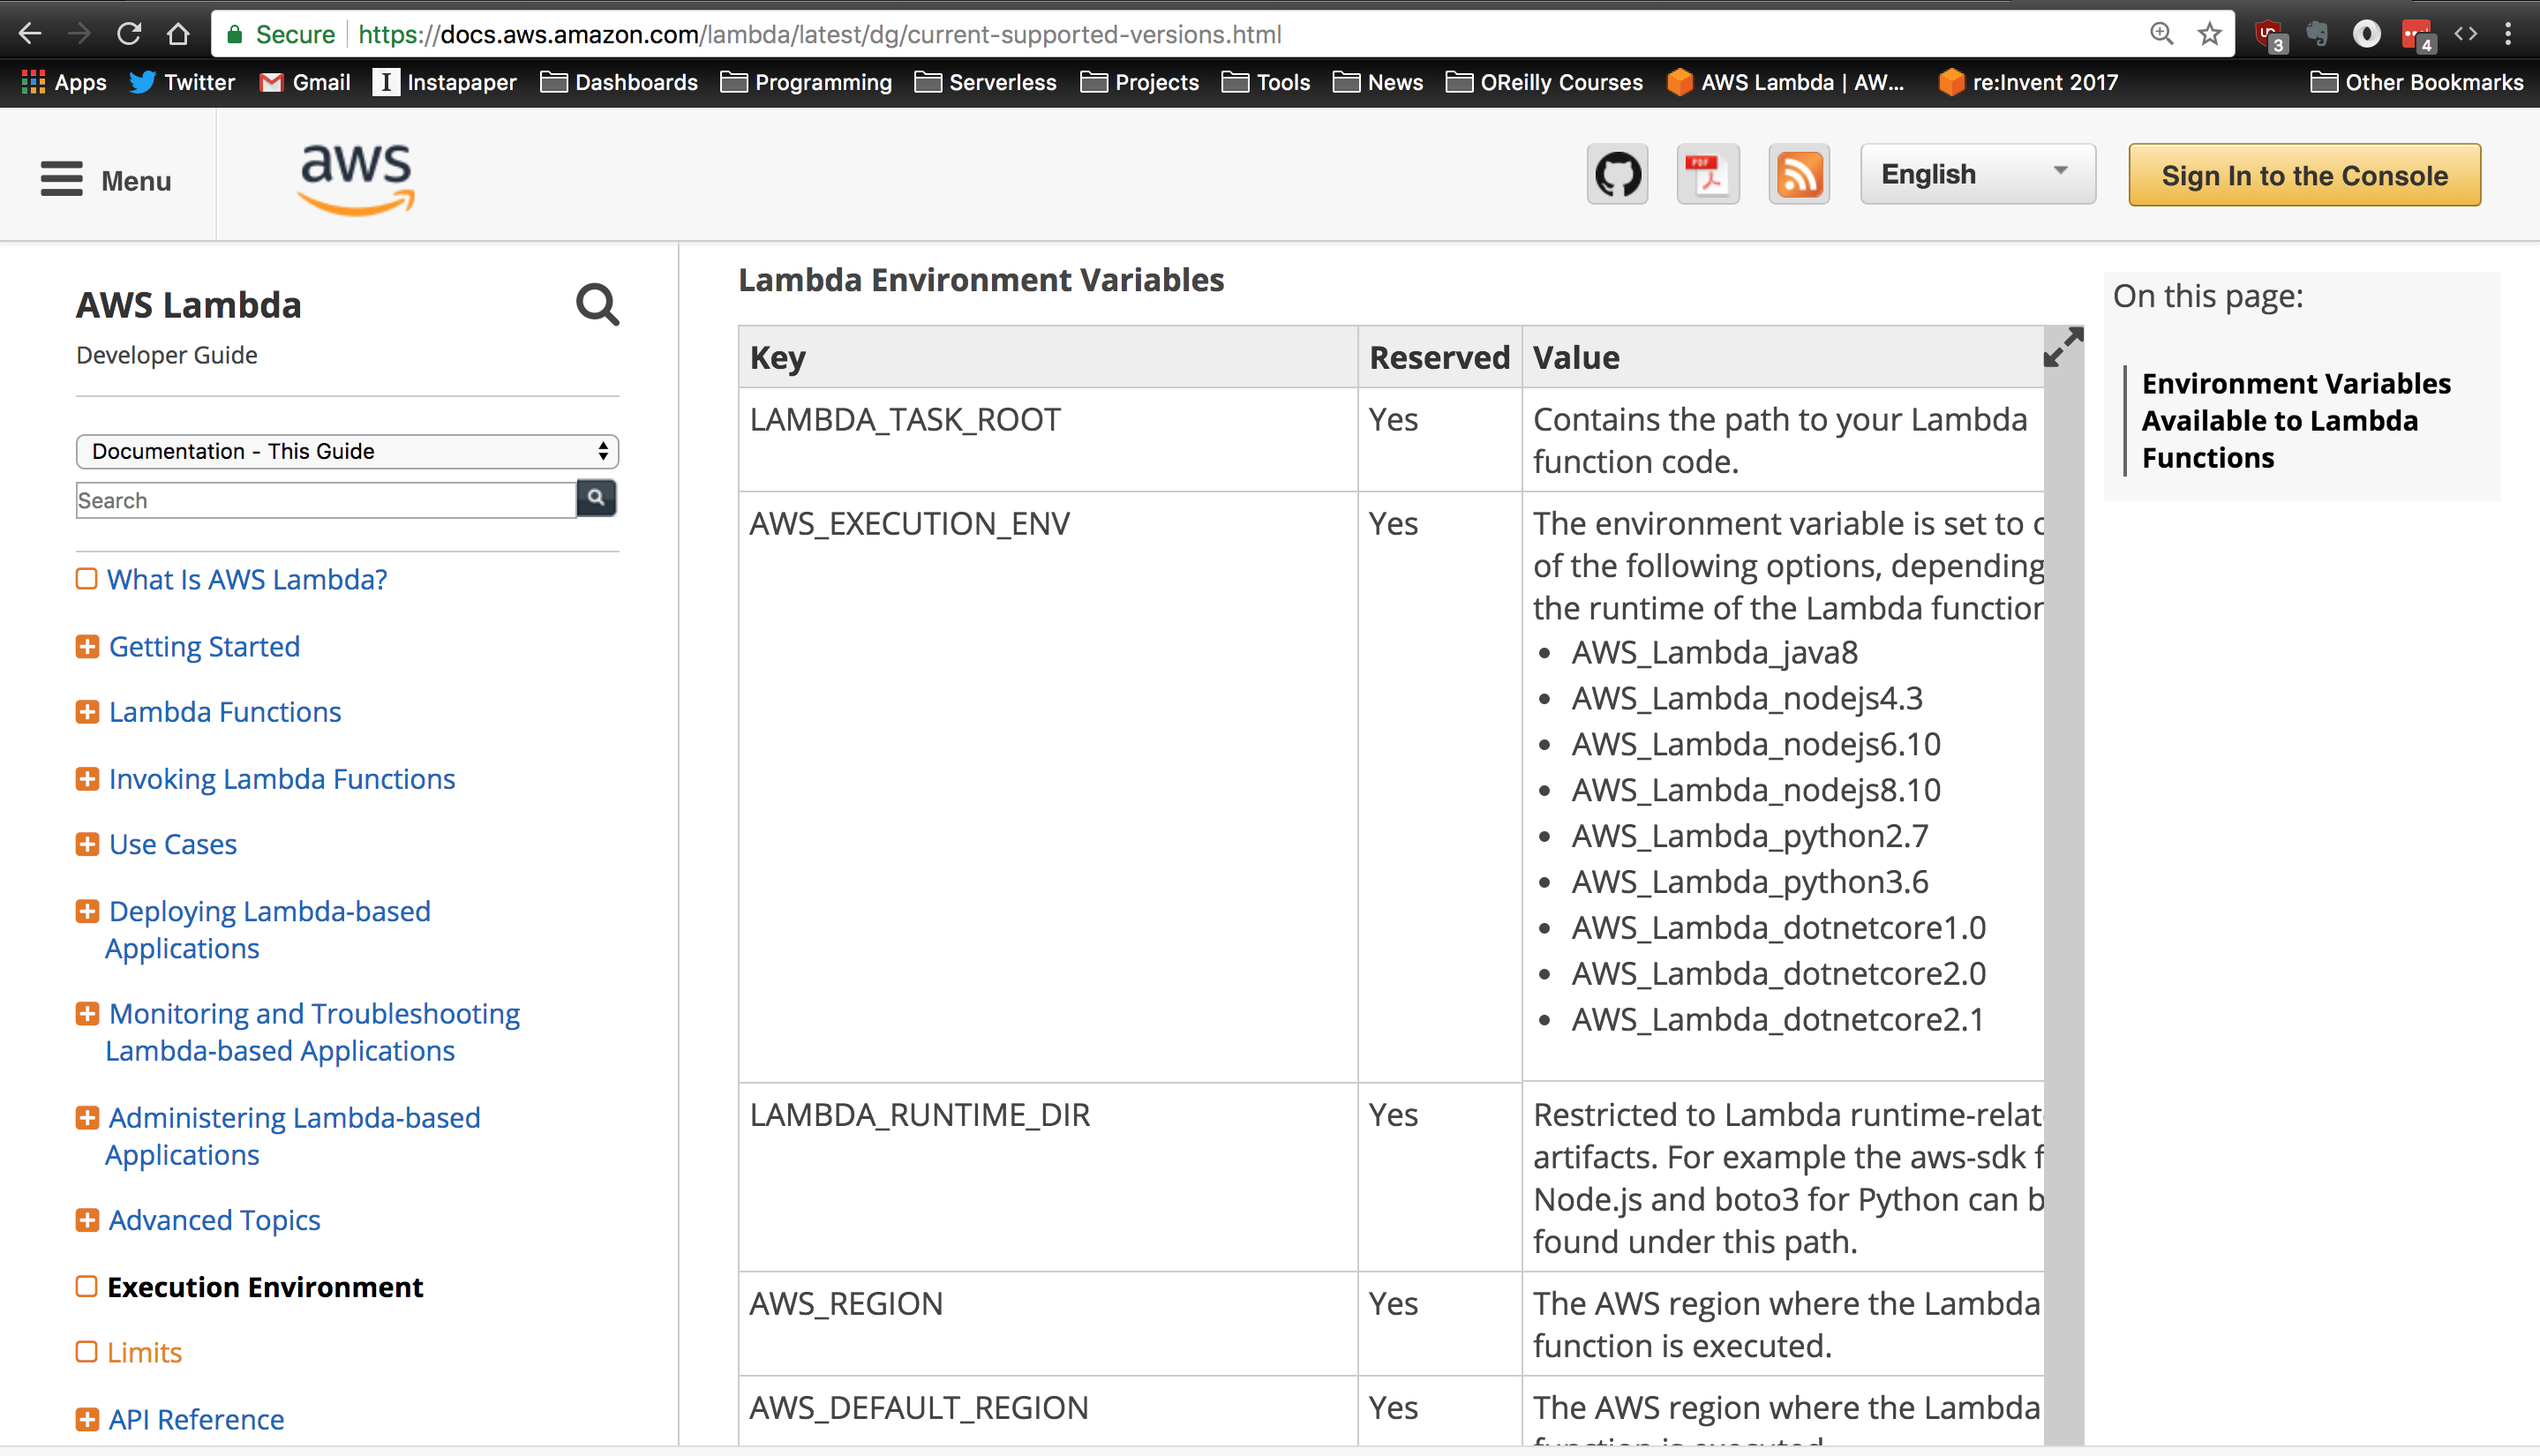 Secure https://docs.aws.amazon.com/lambda/latest/dg/current-supported-versions.html 3 4
Apps Twitter Gmail I Instapaper Dashboards Programming Serverless Projects Tools News OReilly Courses AWS Lambda | AW... re:Invent 2017 Other Bookmarks
Menu
aws
PDF
English
Sign In to the Console
AWS Lambda
Developer Guide
Documentation - This Guide
Search
What Is AWS Lambda?
Getting Started
Lambda Functions
Invoking Lambda Functions
Use Cases
Deploying Lambda-based
Applications
Monitoring and Troubleshooting
Lambda-based Applications
Administering Lambda-based
Applications
Advanced Topics
Execution Environment
Limits
API Reference
Lambda Environment Variables
Key Reserved Value
LAMBDA_TASK_ROOT Yes Contains the path to your Lambda
function code.
AWS_EXECUTION_ENV Yes The environment variable is set to
of the following options, depending
the runtime of the Lambda function
• AWS_Lambda_java8
• AWS_Lambda_nodejs4.3
• AWS_Lambda_nodejs6.10
• AWS_Lambda_nodejs8.10
• AWS_Lambda_python2.7
• AWS_Lambda_python3.6
• AWS_Lambda_dotnetcore1.0
• AWS_Lambda_dotnetcore2.0
• AWS_Lambda_dotnetcore2.1
LAMBDA_RUNTIME_DIR Yes Restricted to Lambda runtime-relat
artifacts. For example the aws-sdk f
Node.js and boto3 for Python can b
found under this path.
AWS_REGION Yes The AWS region where the Lambda
function is executed.
AWS_DEFAULT_REGION Yes The AWS region where the Lambda
function is executed.
On this page:
Environment Variables
Available to Lambda
Functions